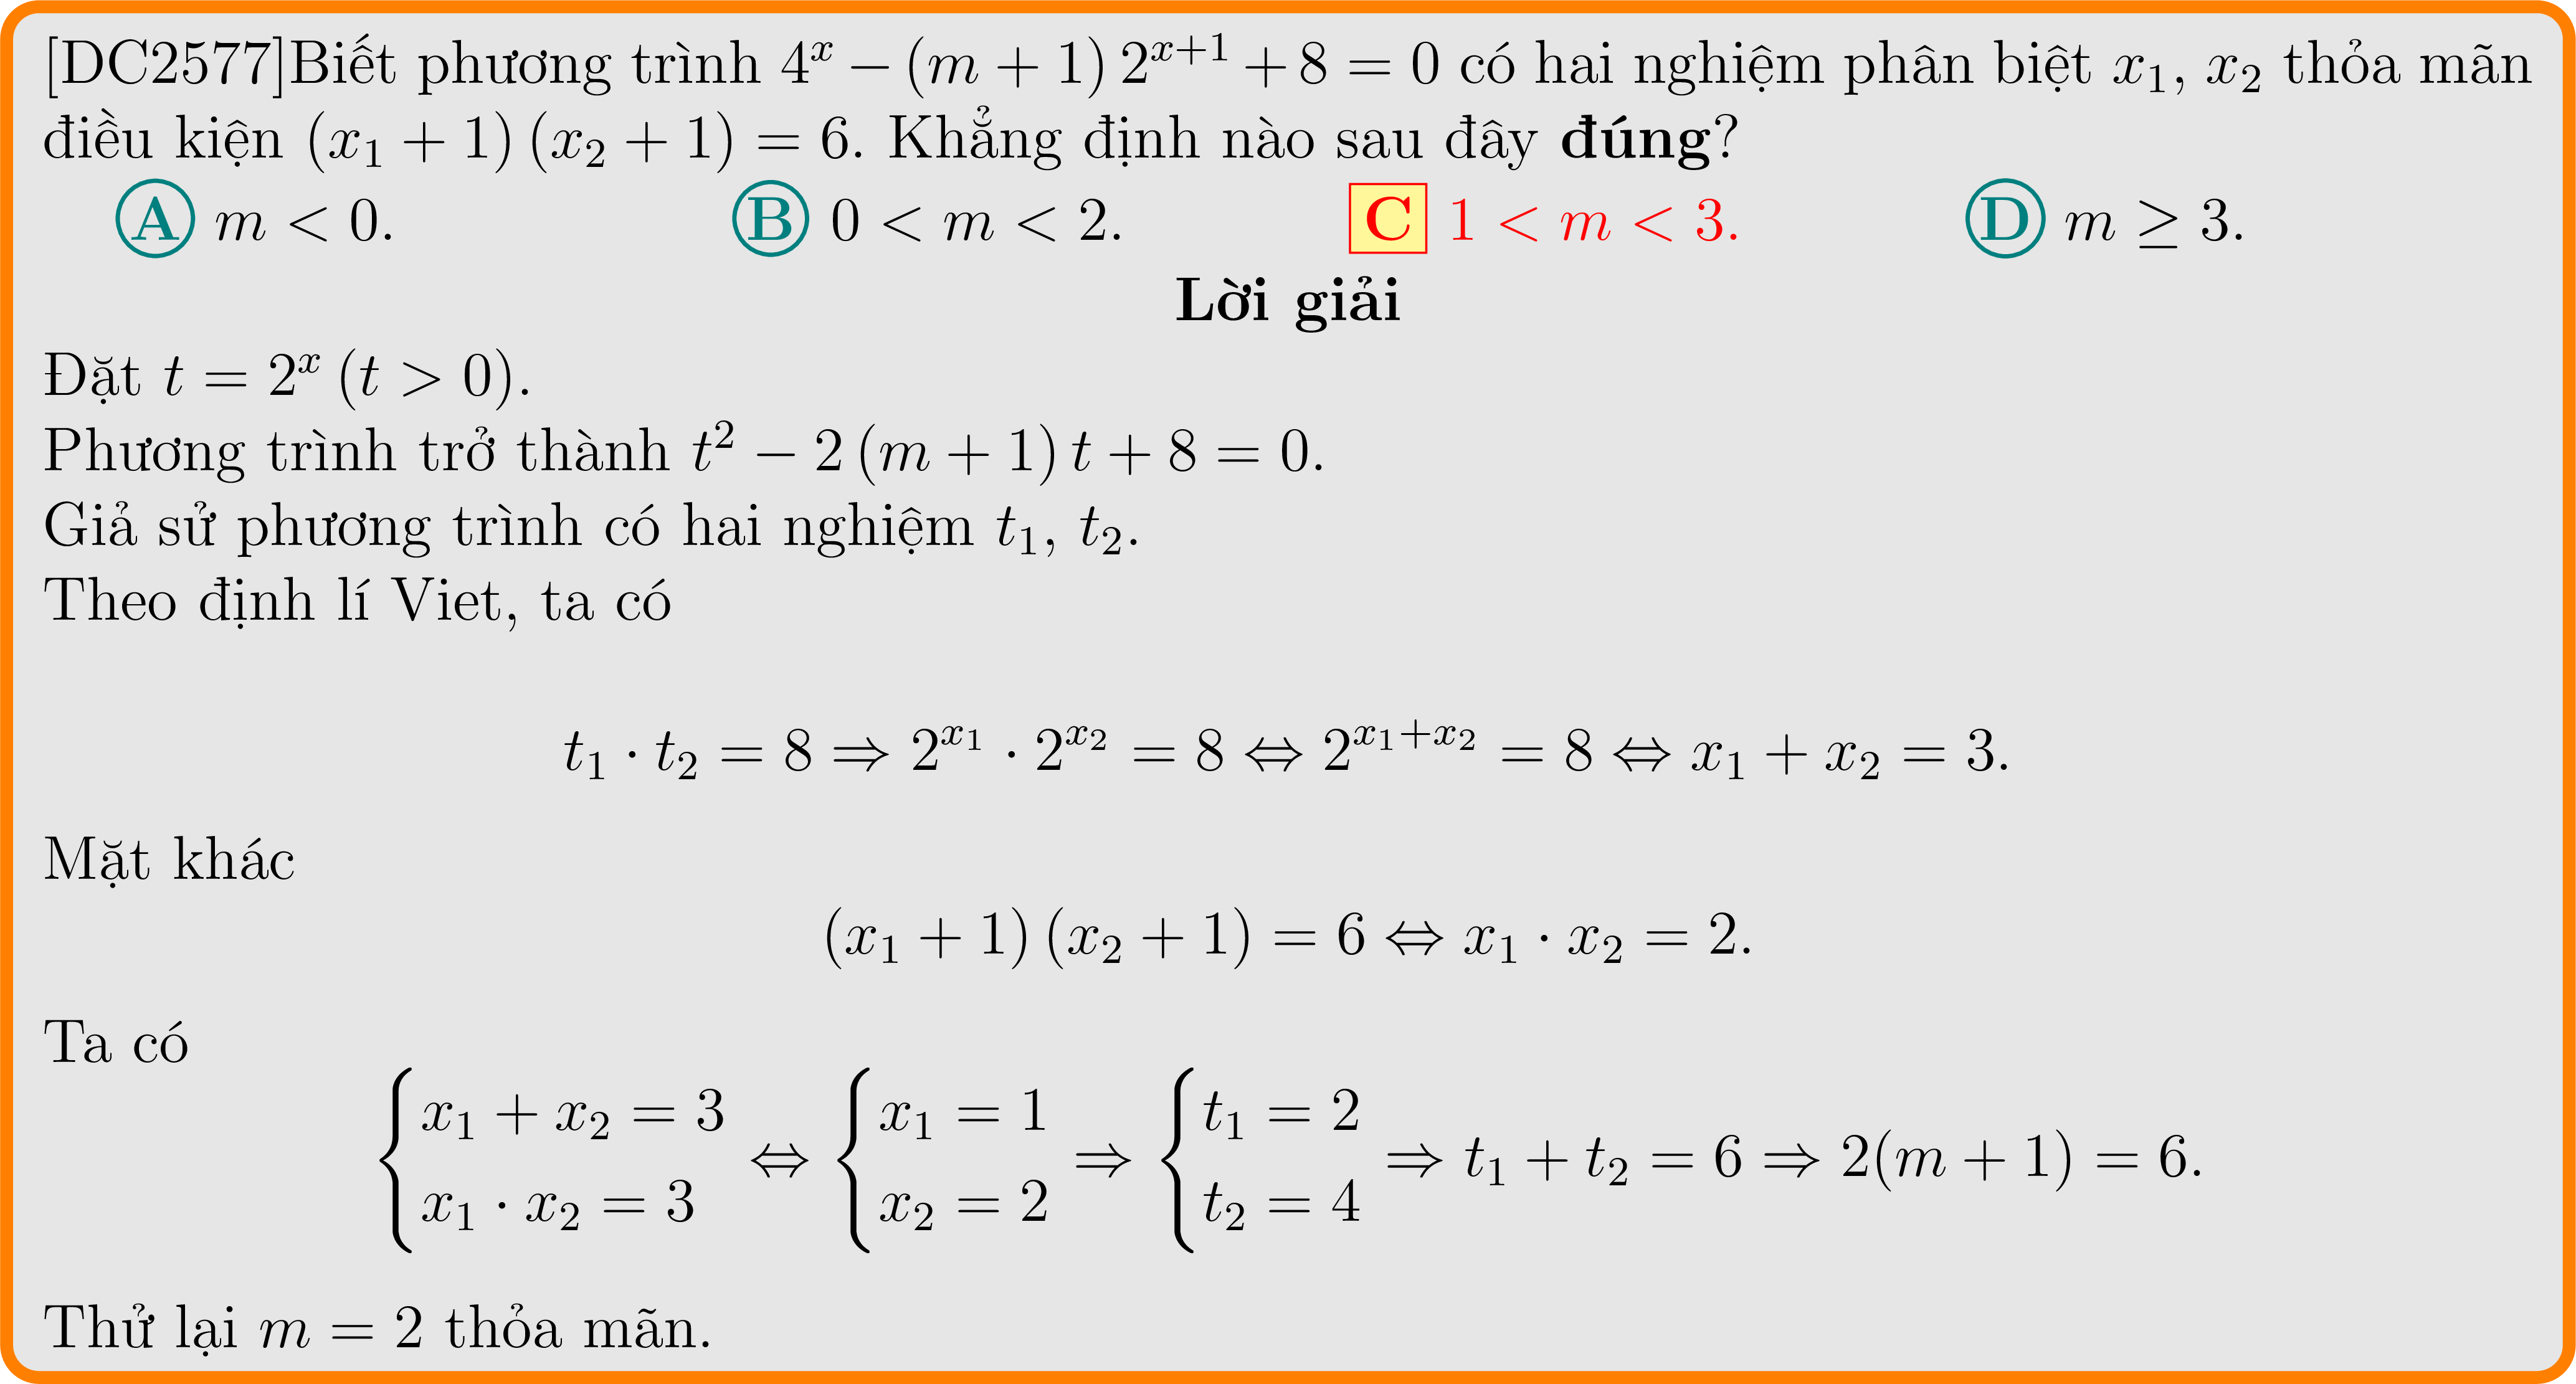 [DC2577]Biết phương trình $4^x - (m + 1) 2^{x+1} + 8 = 0$ có hai nghiệm phân biệt $x_1$, $x_2$ thỏa mãn
điều kiện $(x_1 + 1) (x_2 + 1) = 6$. Khẳng định nào sau đây đúng?
A $m < 0$. B $0 < m < 2$. C $1 < m < 3$. D $m \geq 3$.
Lời giải
Đặt $t = 2^x (t > 0)$.
Phương trình trở thành $t^2 - 2 (m + 1) t + 8 = 0$.
Giả sử phương trình có hai nghiệm $t_1$, $t_2$.
Theo định lí Viet, ta có
$t_1 \cdot t_2 = 8 \Rightarrow 2^{x_1} \cdot 2^{x_2} = 8 \Leftrightarrow 2^{x_1+x_2} = 8 \Leftrightarrow x_1 + x_2 = 3.$
Mặt khác
$(x_1 + 1) (x_2 + 1) = 6 \Leftrightarrow x_1 \cdot x_2 = 2.$
Ta có
$\begin{cases} x_1 + x_2 = 3 \\ x_1 \cdot x_2 = 3 \end{cases} \Leftrightarrow \begin{cases} x_1 = 1 \\ x_2 = 2 \end{cases} \Rightarrow \begin{cases} t_1 = 2 \\ t_2 = 4 \end{cases} \Rightarrow t_1 + t_2 = 6 \Rightarrow 2(m + 1) = 6.$
Thử lại $m = 2$ thỏa mãn.